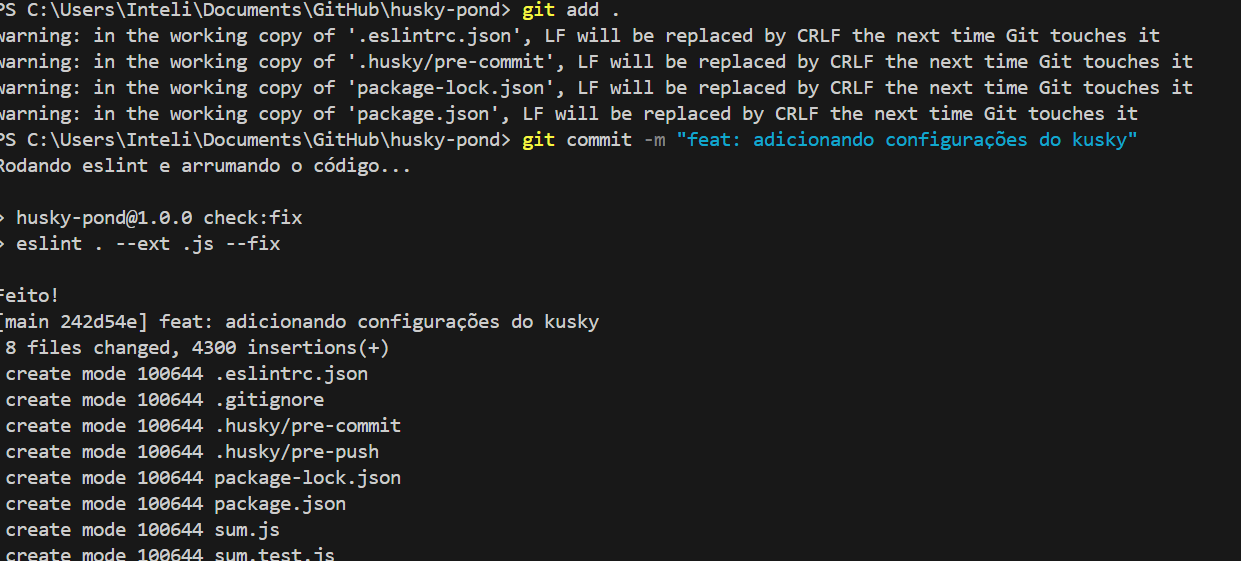 PS C:\Users\Inteli\Documents\GitHub\husky-pond> git add .
warning: in the working copy of '.eslintrc.json', LF will be replaced by CRLF the next time Git touches it
warning: in the working copy of '.husky/pre-commit', LF will be replaced by CRLF the next time Git touches it
warning: in the working copy of 'package-lock.json', LF will be replaced by CRLF the next time Git touches it
warning: in the working copy of 'package.json', LF will be replaced by CRLF the next time Git touches it
PS C:\Users\Inteli\Documents\GitHub\husky-pond> git commit -m "feat: adicionando configurações do kusky"
Rodando eslint e arrumando o código...
> husky-pond@1.0.0 check:fix
> eslint . --ext .js --fix
Feito!
[main 242d54e] feat: adicionando configurações do kusky
8 files changed, 4300 insertions(+)
create mode 100644 .eslintrc.json
create mode 100644 .gitignore
create mode 100644 .husky/pre-commit
create mode 100644 .husky/pre-push
create mode 100644 package-lock.json
create mode 100644 package.json
create mode 100644 sum.js
create mode 100644 sum.test.js